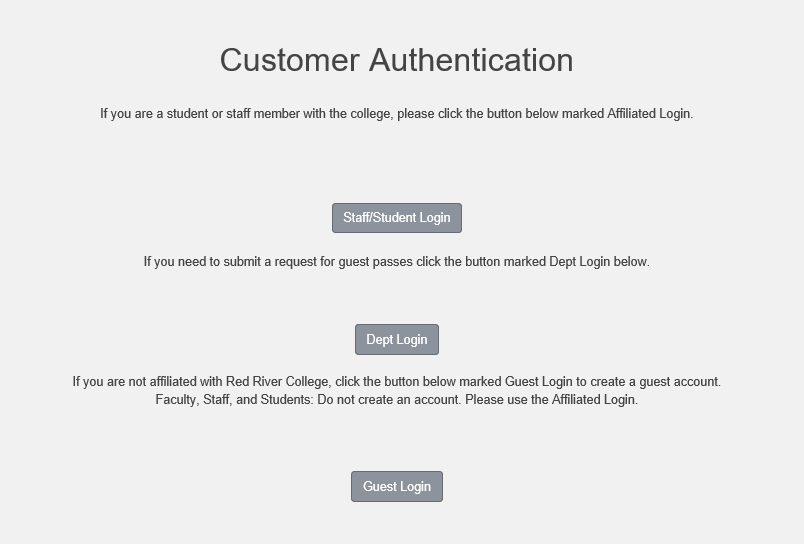 Customer Authentication
If you are a student or staff member with the college, please click the button below marked Affiliated Login.
Staff/Student Login
If you need to submit a request for guest passes click the button marked Dept Login below.
Dept Login
If you are not affiliated with Red River College, click the button below marked Guest Login to create a guest account.
Faculty, Staff, and Students: Do not create an account. Please use the Affiliated Login.
Guest Login